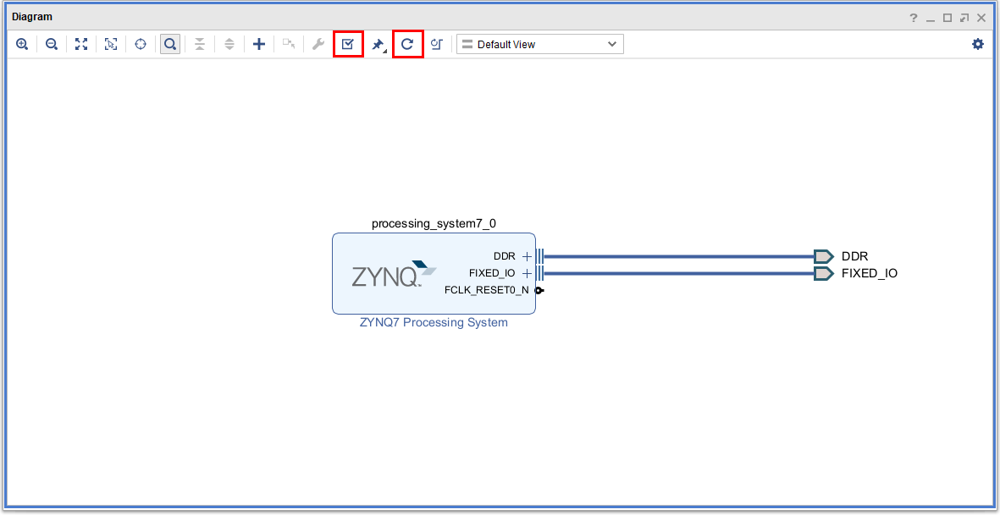 Diagram
Default View
processing_system7_0
DDR
FIXED_IO
FCLK_RESET0_N
ZYNQ
ZYNQ7 Processing System
DDR
FIXED_IO